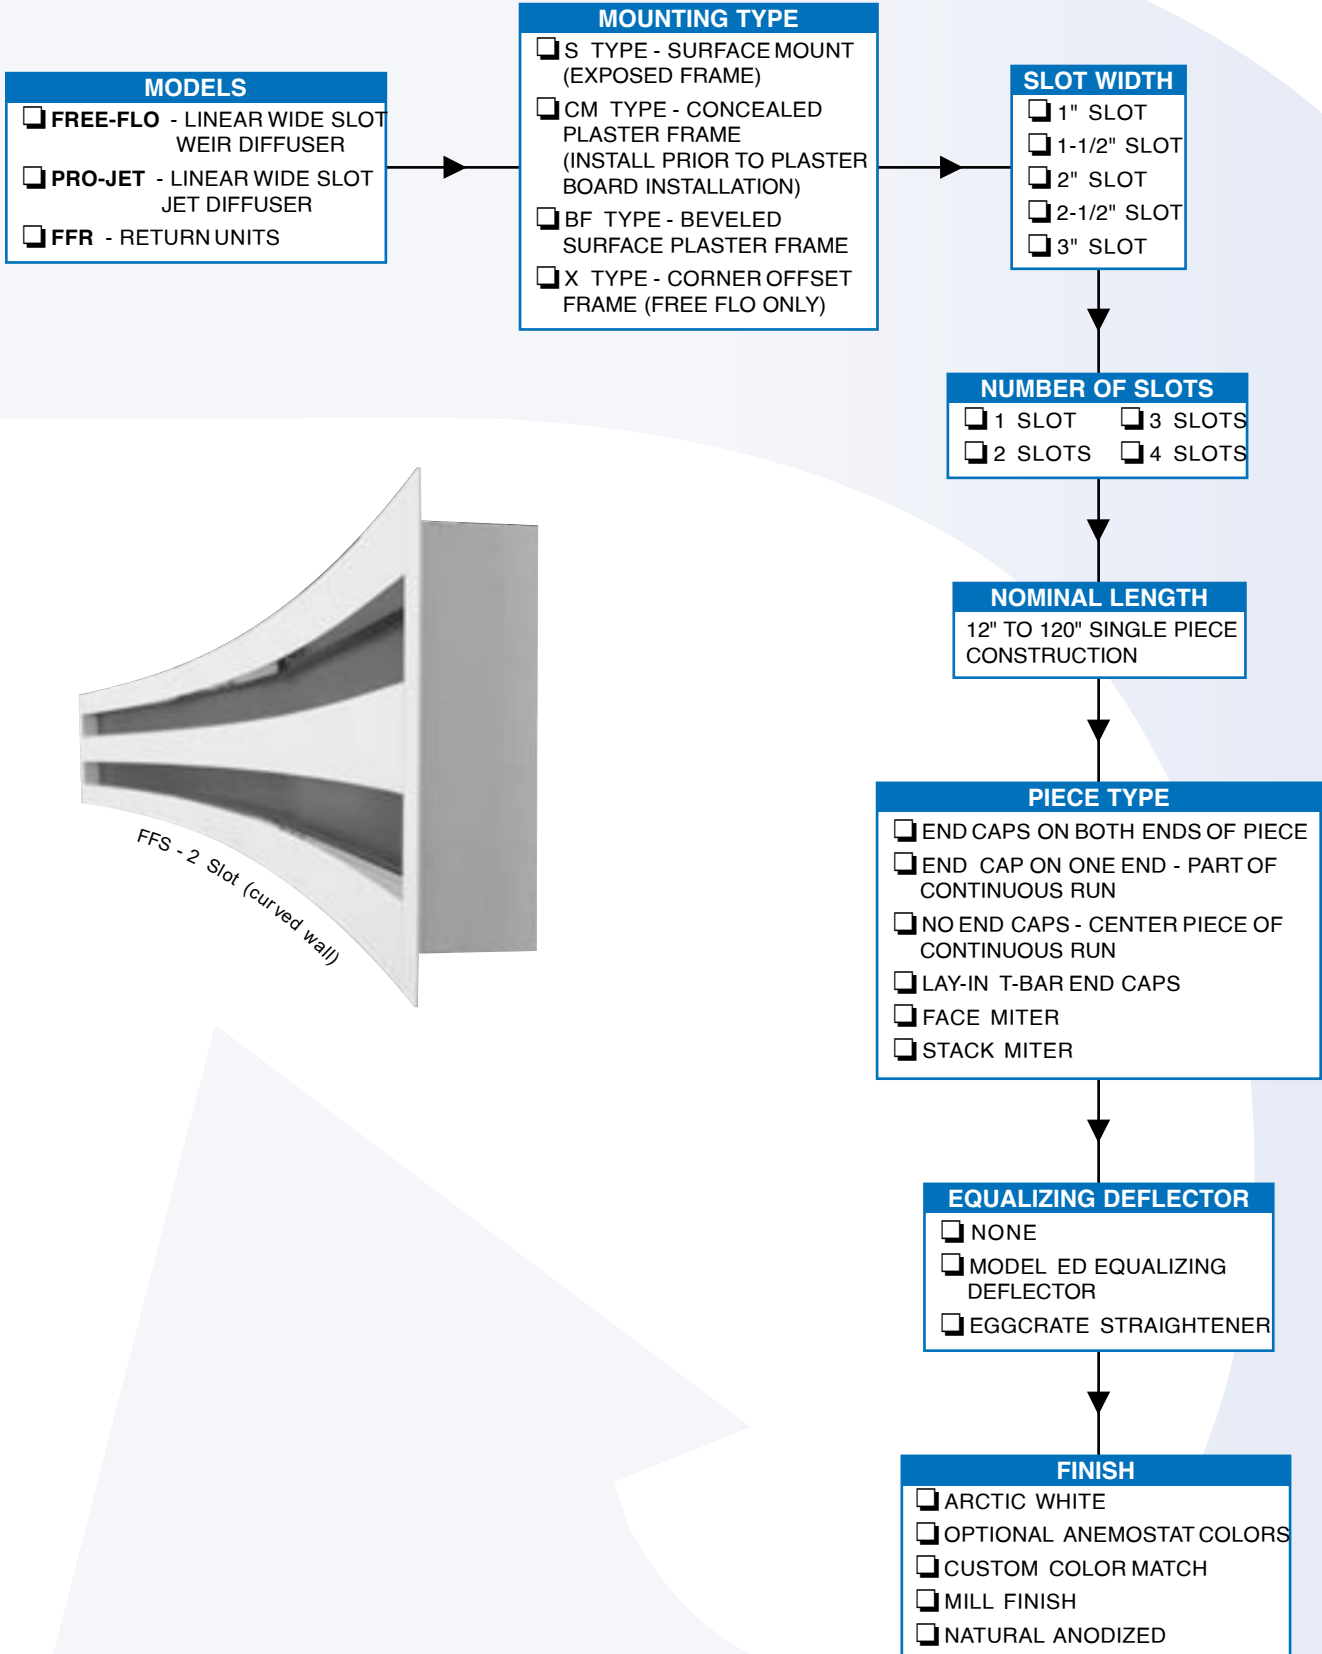 MODELS
FREE-FLO - LINEAR WIDE SLOT
WEIR DIFFUSER
PRO-JET - LINEAR WIDE SLOT
JET DIFFUSER
FFR - RETURN UNITS
MOUNTING TYPE
S TYPE - SURFACE MOUNT
(EXPOSED FRAME)
CM TYPE - CONCEALED
PLASTER FRAME
(INSTALL PRIOR TO PLASTER
BOARD INSTALLATION)
BF TYPE - BEVELED
SURFACE PLASTER FRAME
X TYPE - CORNER OFFSET
FRAME (FREE FLO ONLY)
SLOT WIDTH
1" SLOT
1-1/2" SLOT
2" SLOT
2-1/2" SLOT
3" SLOT
NUMBER OF SLOTS
1 SLOT 3 SLOTS
2 SLOTS 4 SLOTS
NOMINAL LENGTH
12" TO 120" SINGLE PIECE
CONSTRUCTION
FFS - 2 Slot (curved wall)
PIECE TYPE
END CAPS ON BOTH ENDS OF PIECE
END CAP ON ONE END - PART OF
CONTINUOUS RUN
NO END CAPS - CENTER PIECE OF
CONTINUOUS RUN
LAY-IN T-BAR END CAPS
FACE MITER
STACK MITER
EQUALIZING DEFLECTOR
NONE
MODEL ED EQUALIZING
DEFLECTOR
EGGCRATE STRAIGHTENER
FINISH
ARCTIC WHITE
OPTIONAL ANEMOSTAT COLORS
CUSTOM COLOR MATCH
MILL FINISH
NATURAL ANODIZED